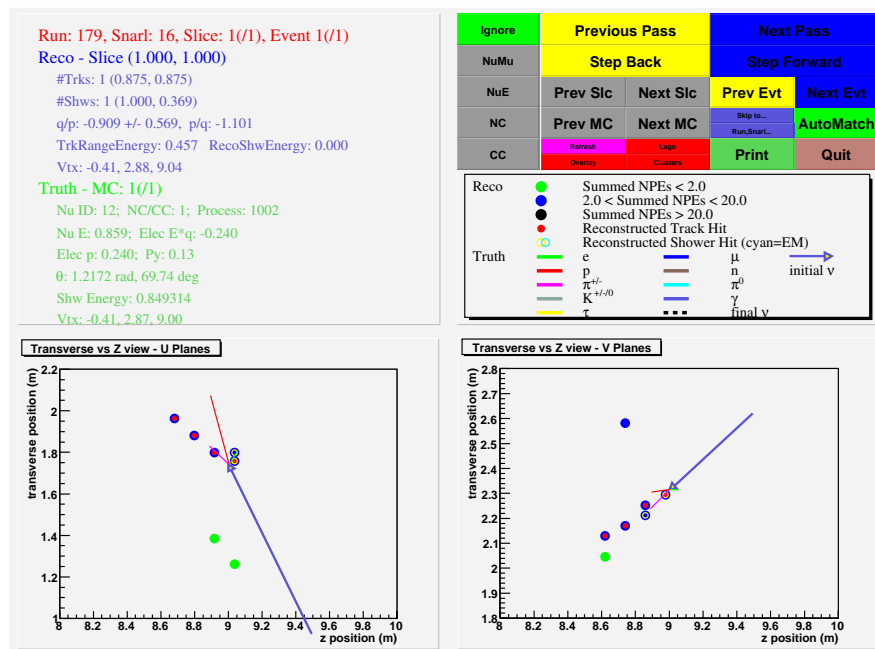 Run: 179, Snarl: 16, Slice: 1(/1), Event 1(/1)
Reco - Slice (1.000, 1.000)
#Trks: 1 (0.875, 0.875)
#Shws: 1 (1.000, 0.369)
q/p: -0.909 +/- 0.569, p/q: -1.101
TrkRangeEnergy: 0.457 RecoShwEnergy: 0.000
Vtx: -0.41, 2.88, 9.04
Truth - MC: 1(/1)
Nu ID: 12; NC/CC: 1; Process: 1002
Nu E: 0.859; Elec E*q: -0.240
Elec p: 0.240; Py: 0.13
θ: 1.2172 rad, 69.74 deg
Shw Energy: 0.849314
Vtx: -0.41, 2.87, 9.00
Ignore Previous Pass Next Pass
NuMu Step Back Step Forward
NuE Prev Slc Next Slc Prev Evt Next Evt
NC Prev MC Next MC Skip to... Run,Snarl... AutoMatch
CC Refresh Overlay Lego Clusters Print Quit
Reco Summed NPEs < 2.0
2.0 < Summed NPEs < 20.0
Summed NPEs > 20.0
Reconstructed Track Hit
Reconstructed Shower Hit (cyan=EM)
Truth e μ initial ν
p n
π+/- π0
K+/-/0 γ
τ final ν
Transverse vs Z view - U Planes
transverse position (m)
2.2
2
1.8
1.6
1.4
1.2
1
8 8.2 8.4 8.6 8.8 9 9.2 9.4 9.6 9.8 10
z position (m)
Transverse vs Z view - V Planes
transverse position (m)
2.8
2.7
2.6
2.5
2.4
2.3
2.2
2.1
2
1.9
1.8
8 8.2 8.4 8.6 8.8 9 9.2 9.4 9.6 9.8 10
z position (m)